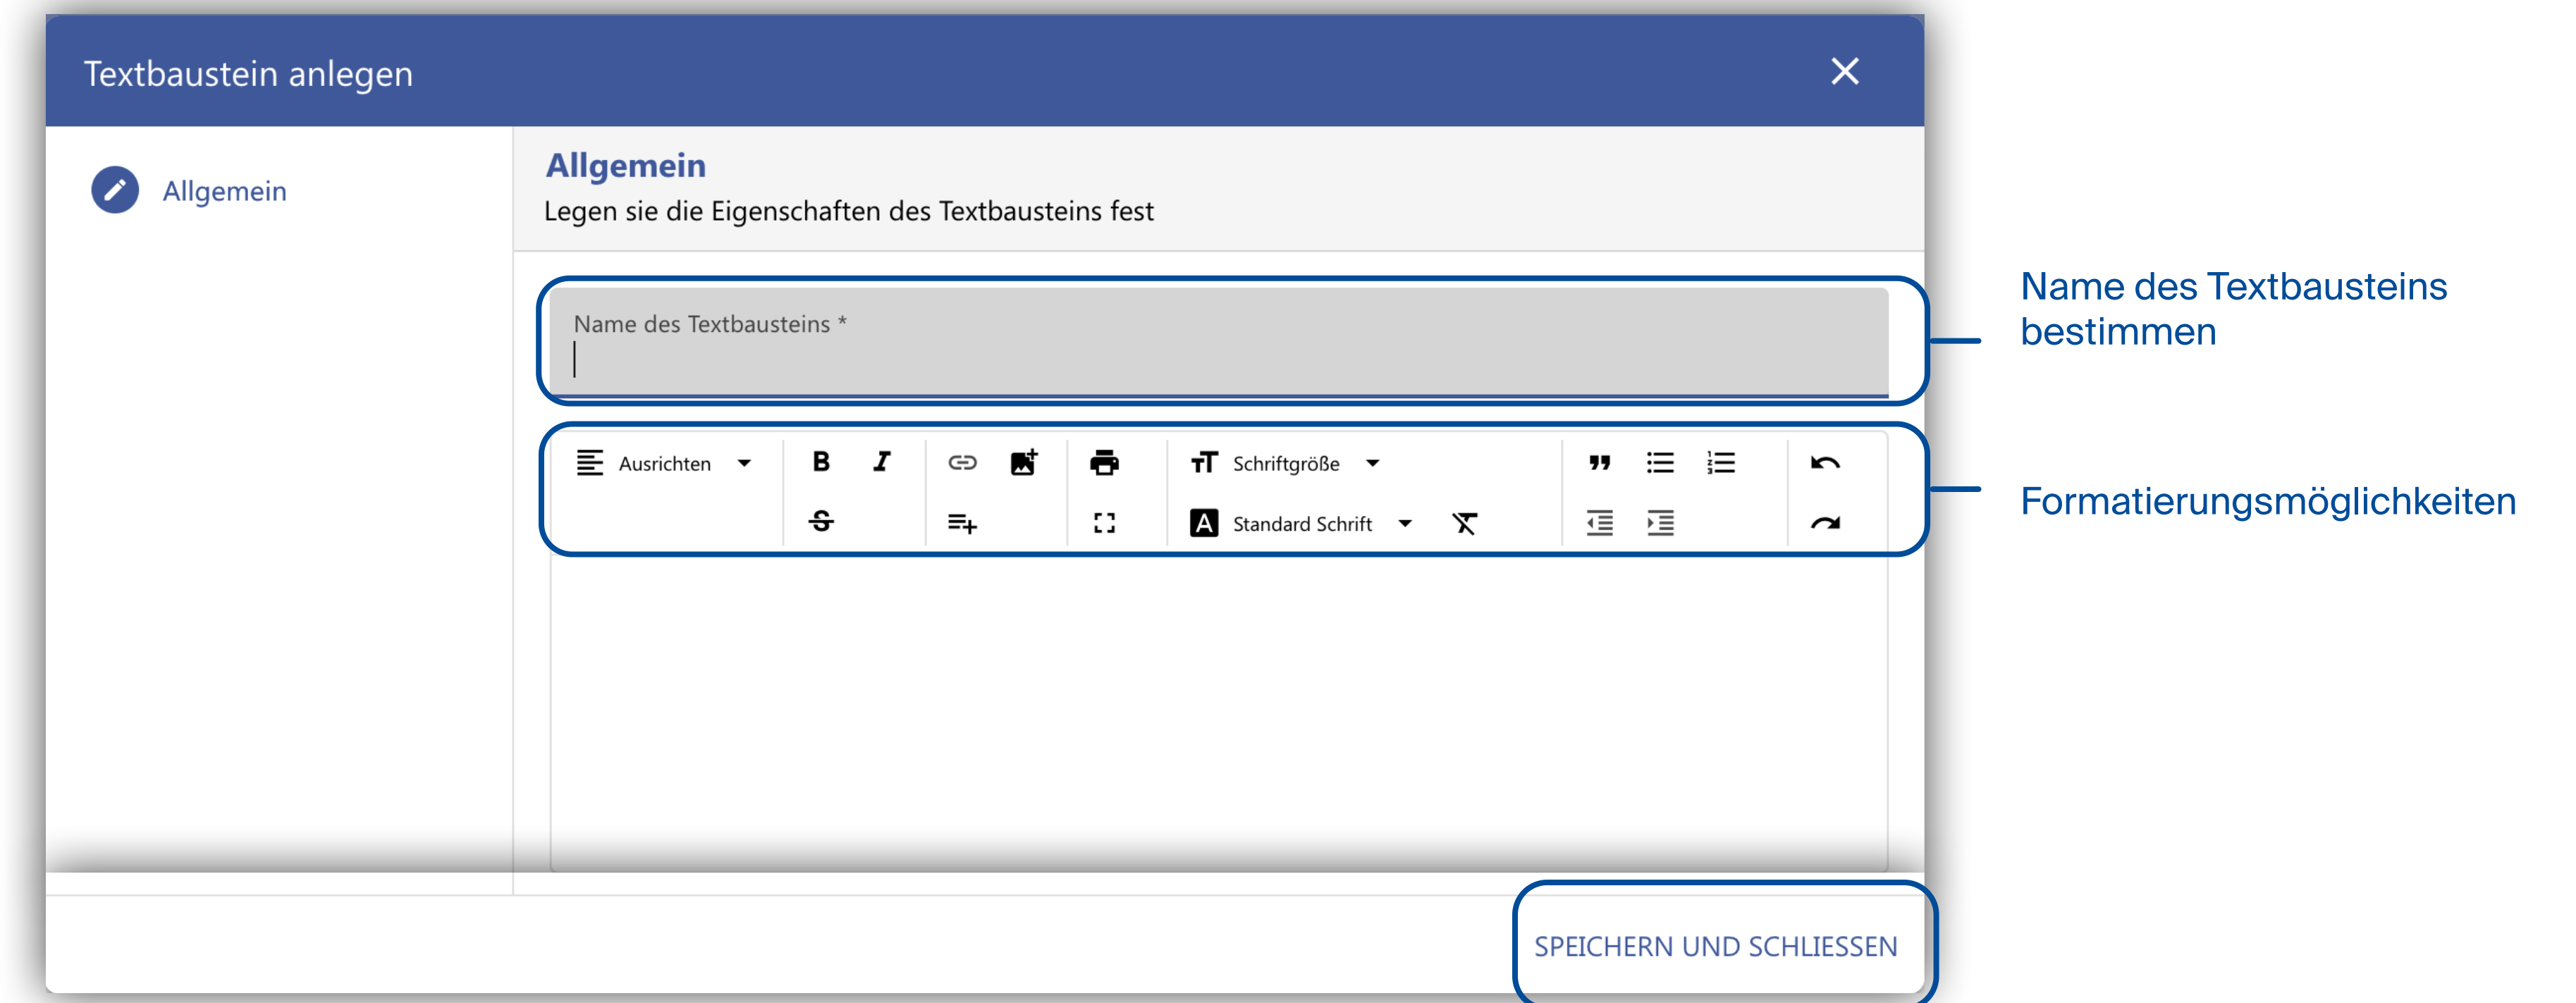 Textbaustein anlegen
Allgemein
Allgemein
Legen sie die Eigenschaften des Textbausteins fest
Name des Textbausteins *
Name des Textbausteins
bestimmen
Ausrichten
Schriftgröße
Standard Schrift
Formatierungsmöglichkeiten
SPEICHERN UND SCHLIESSEN